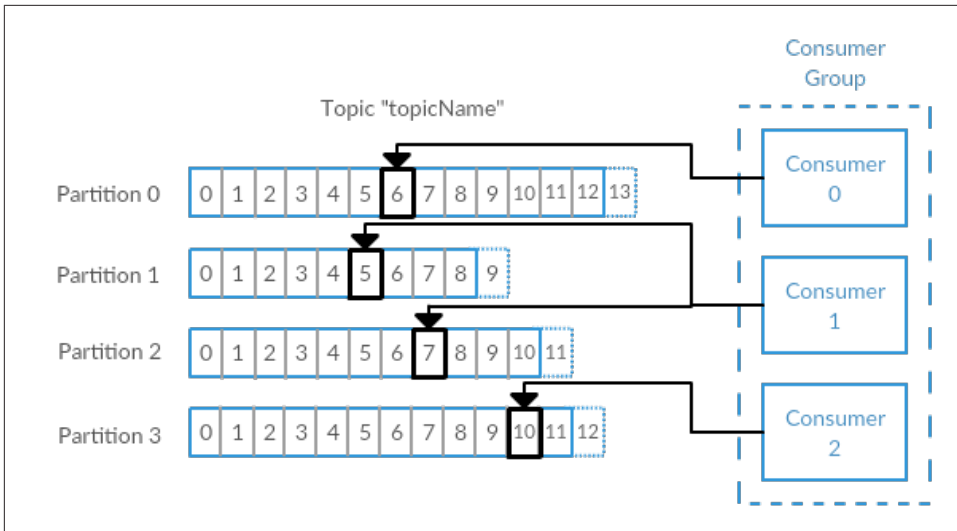 Consumer
Group
Topic "topicName"
Partition 0 0 1 2 3 4 5 6 7 8 9 10 11 12 13
Consumer
0
Partition 1 0 1 2 3 4 5 6 7 8 9
Consumer
1
Partition 2 0 1 2 3 4 5 6 7 8 9 10 11
Partition 3 0 1 2 3 4 5 6 7 8 9 10 11 12
Consumer
2